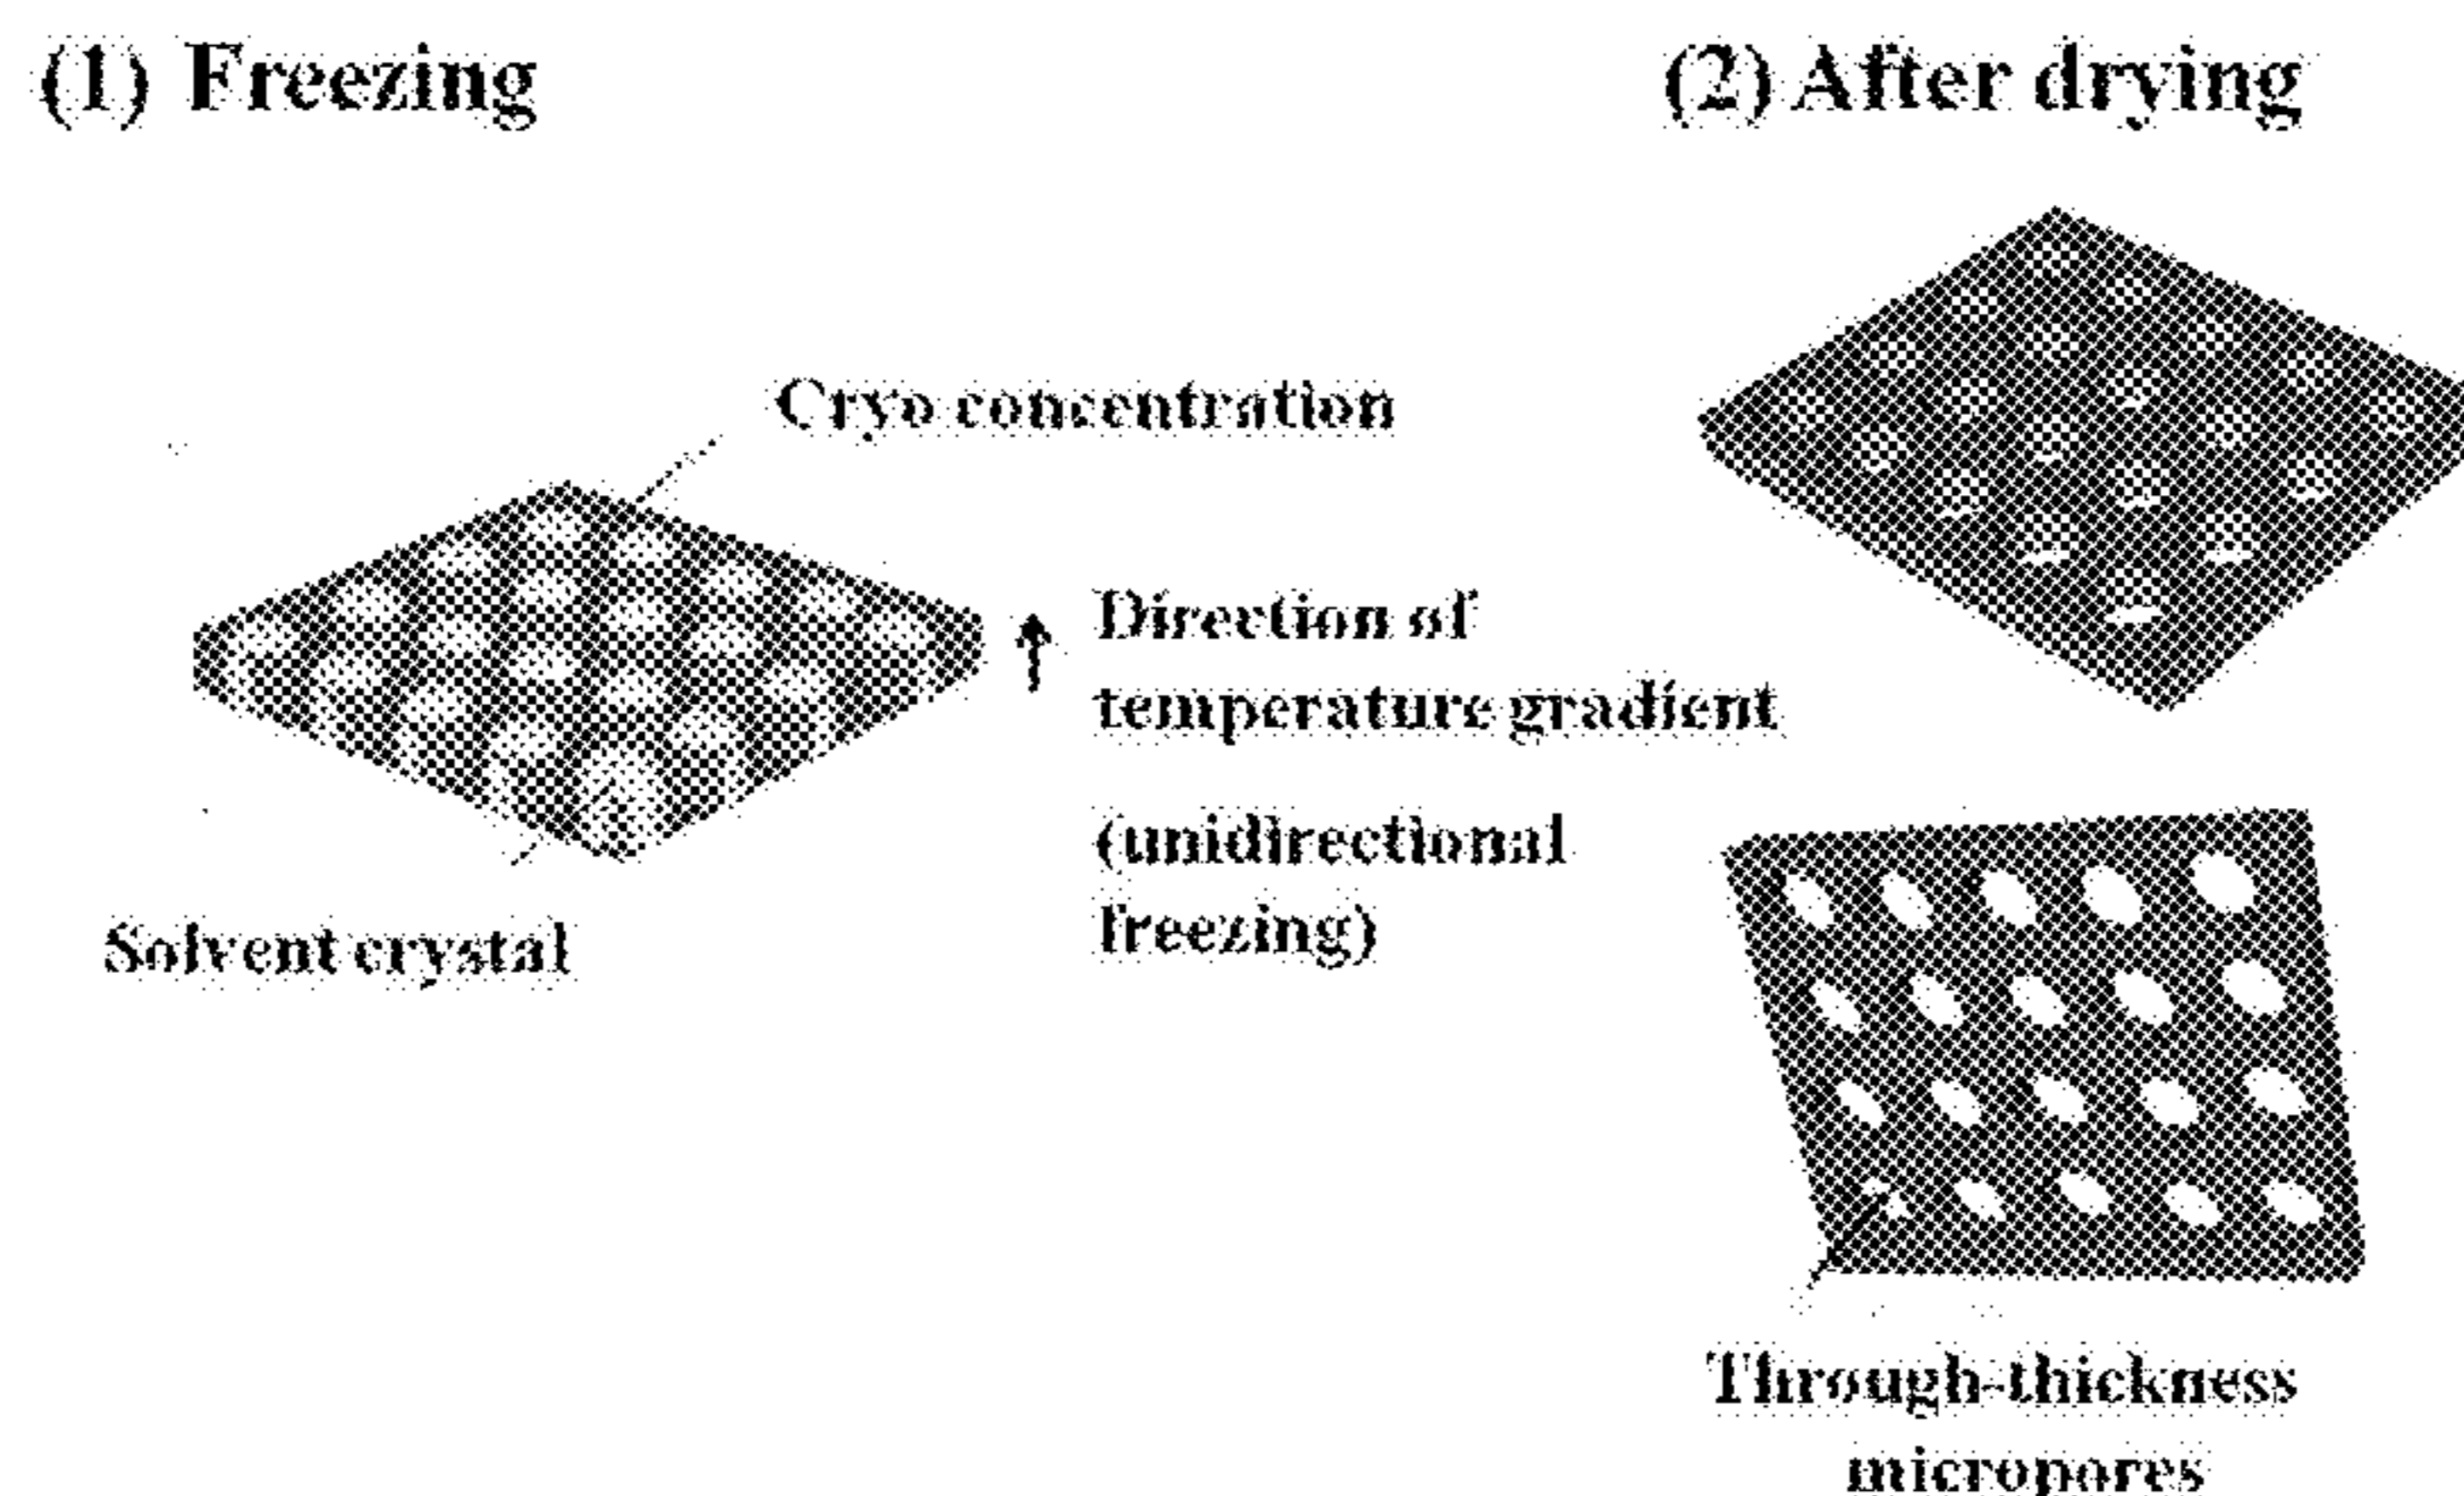 (1) Freezing
(2) After drying
Cryo concentration
Direction of
temperature gradient
(unidirectional
freezing)
Solvent crystal
Through-thickness
micropores